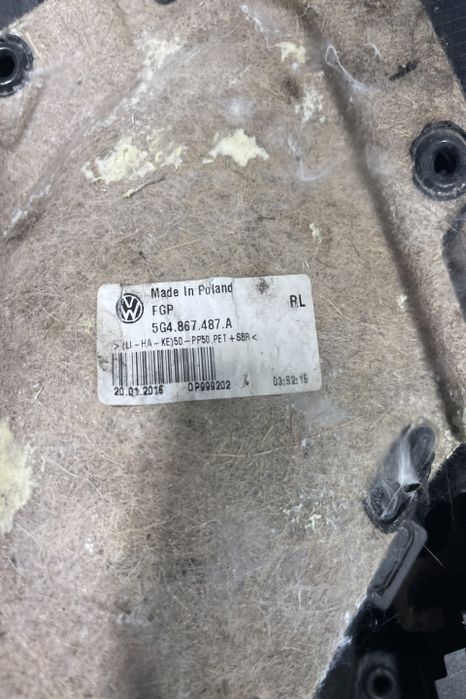 Made In Poland
FGP
RL
5G4.867.487.A
>(LI-HA-KE)50-PP50,PET+SBR<
20.01.2016 OP999202 03:52:15